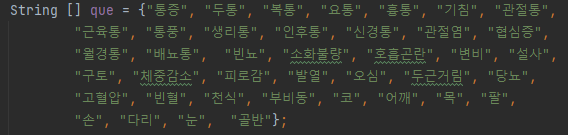 String [] que = {"통증", "두통", "복통", "요통", "흉통", "기침", "관절통",
"근육통", "통풍", "생리통", "인후통", "신경통", "관절염", "협심증",
"월경통", "배뇨통", "빈뇨", "소화불량", "호흡곤란", "변비", "설사",
"구토", "체중감소", "피로감", "발열", "오심", "두근거림", "당뇨",
"고혈압", "빈혈", "천식", "부비동", "코", "어깨", "목", "팔",
"손", "다리", "눈", "골반"};